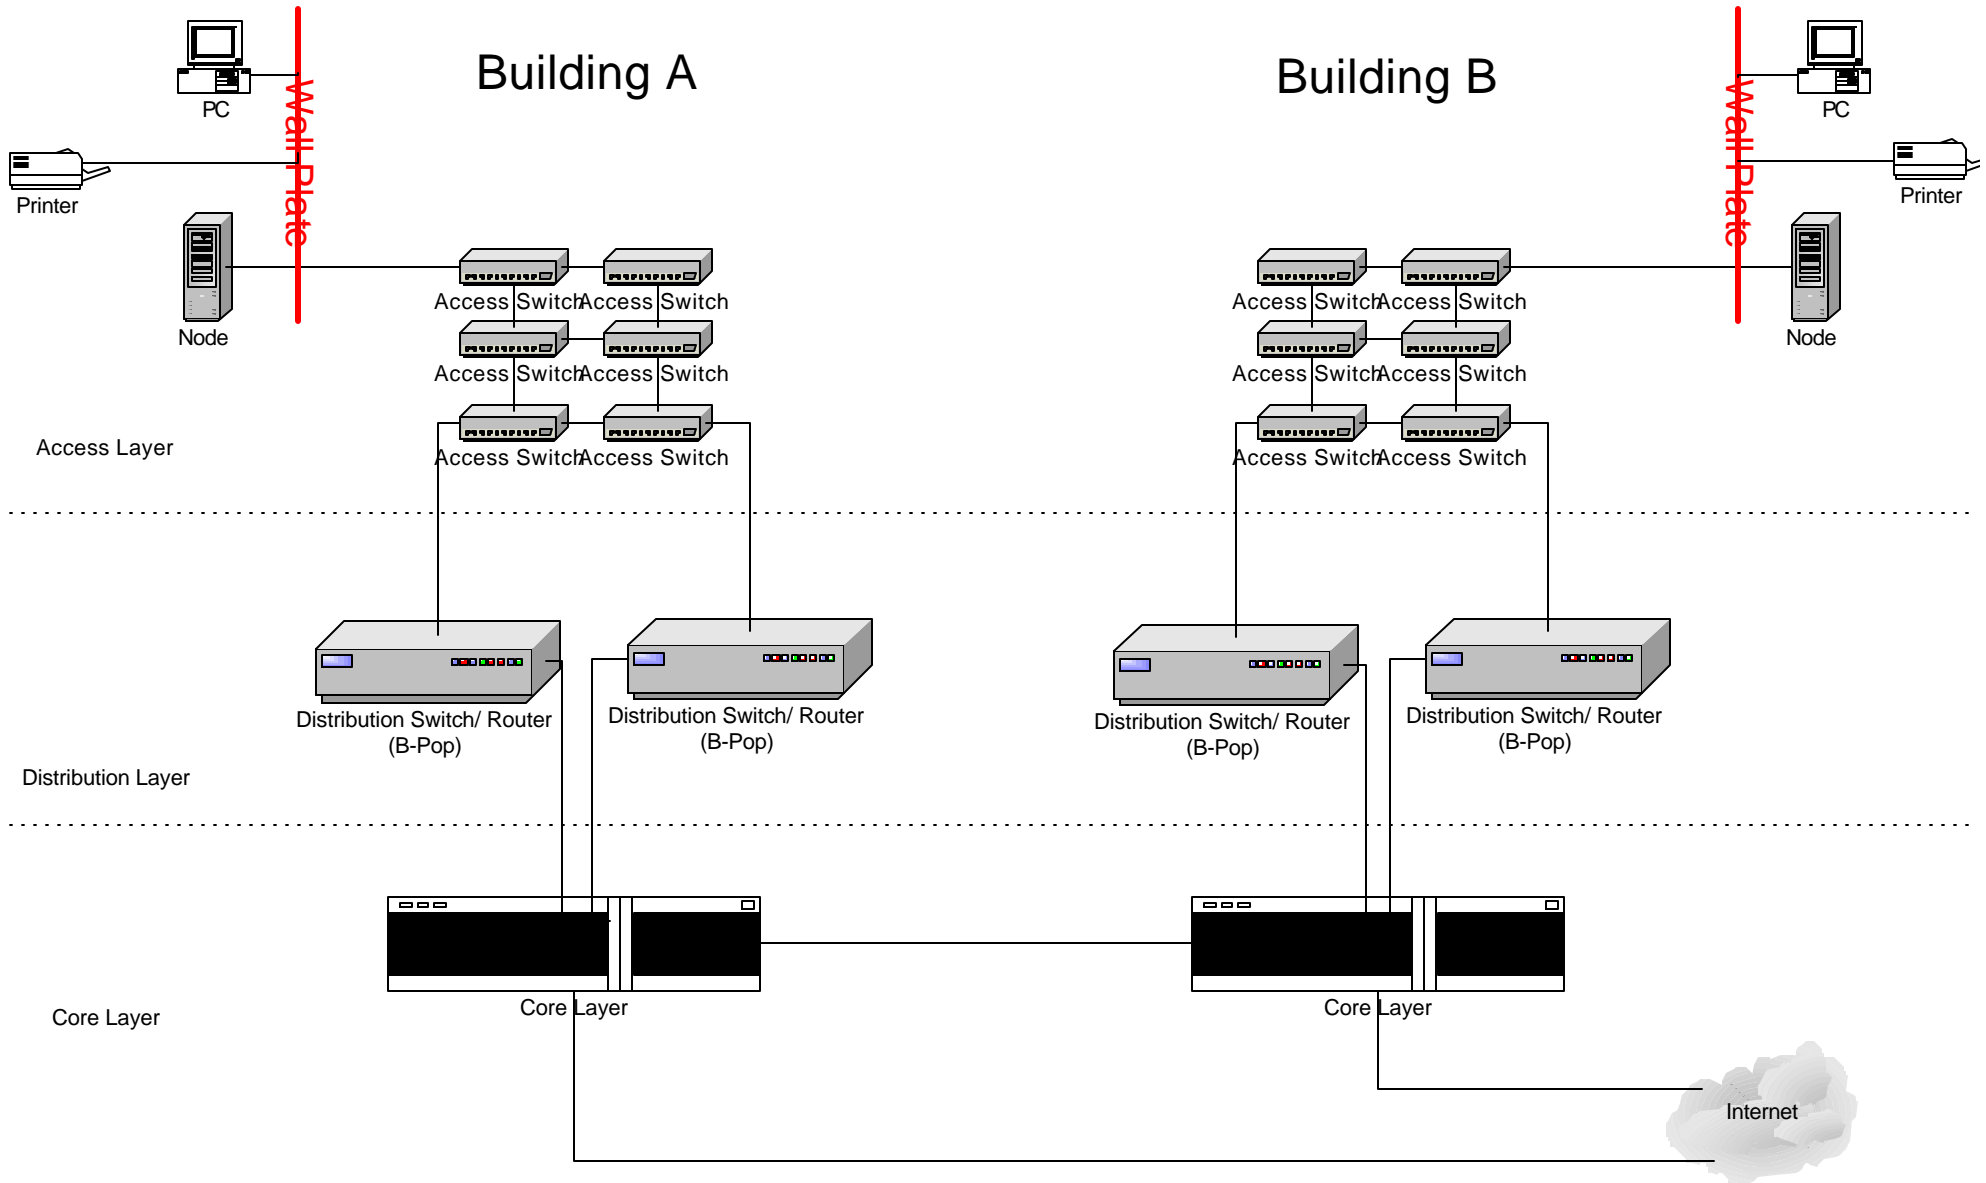 Building A
Building B
PC
PC
Wall Plate
Wall Plate
Printer
Printer
Node
Node
Access Switch
Access Switch
Access Switch
Access Switch
Access Switch
Access Switch
Access Switch
Access Switch
Access Switch
Access Switch
Access Switch
Access Switch
Access Layer
Distribution Switch/ Router
(B-Pop)
Distribution Switch/ Router
(B-Pop)
Distribution Switch/ Router
(B-Pop)
Distribution Switch/ Router
(B-Pop)
Distribution Layer
Core Layer
Core Layer
Core Layer
Internet